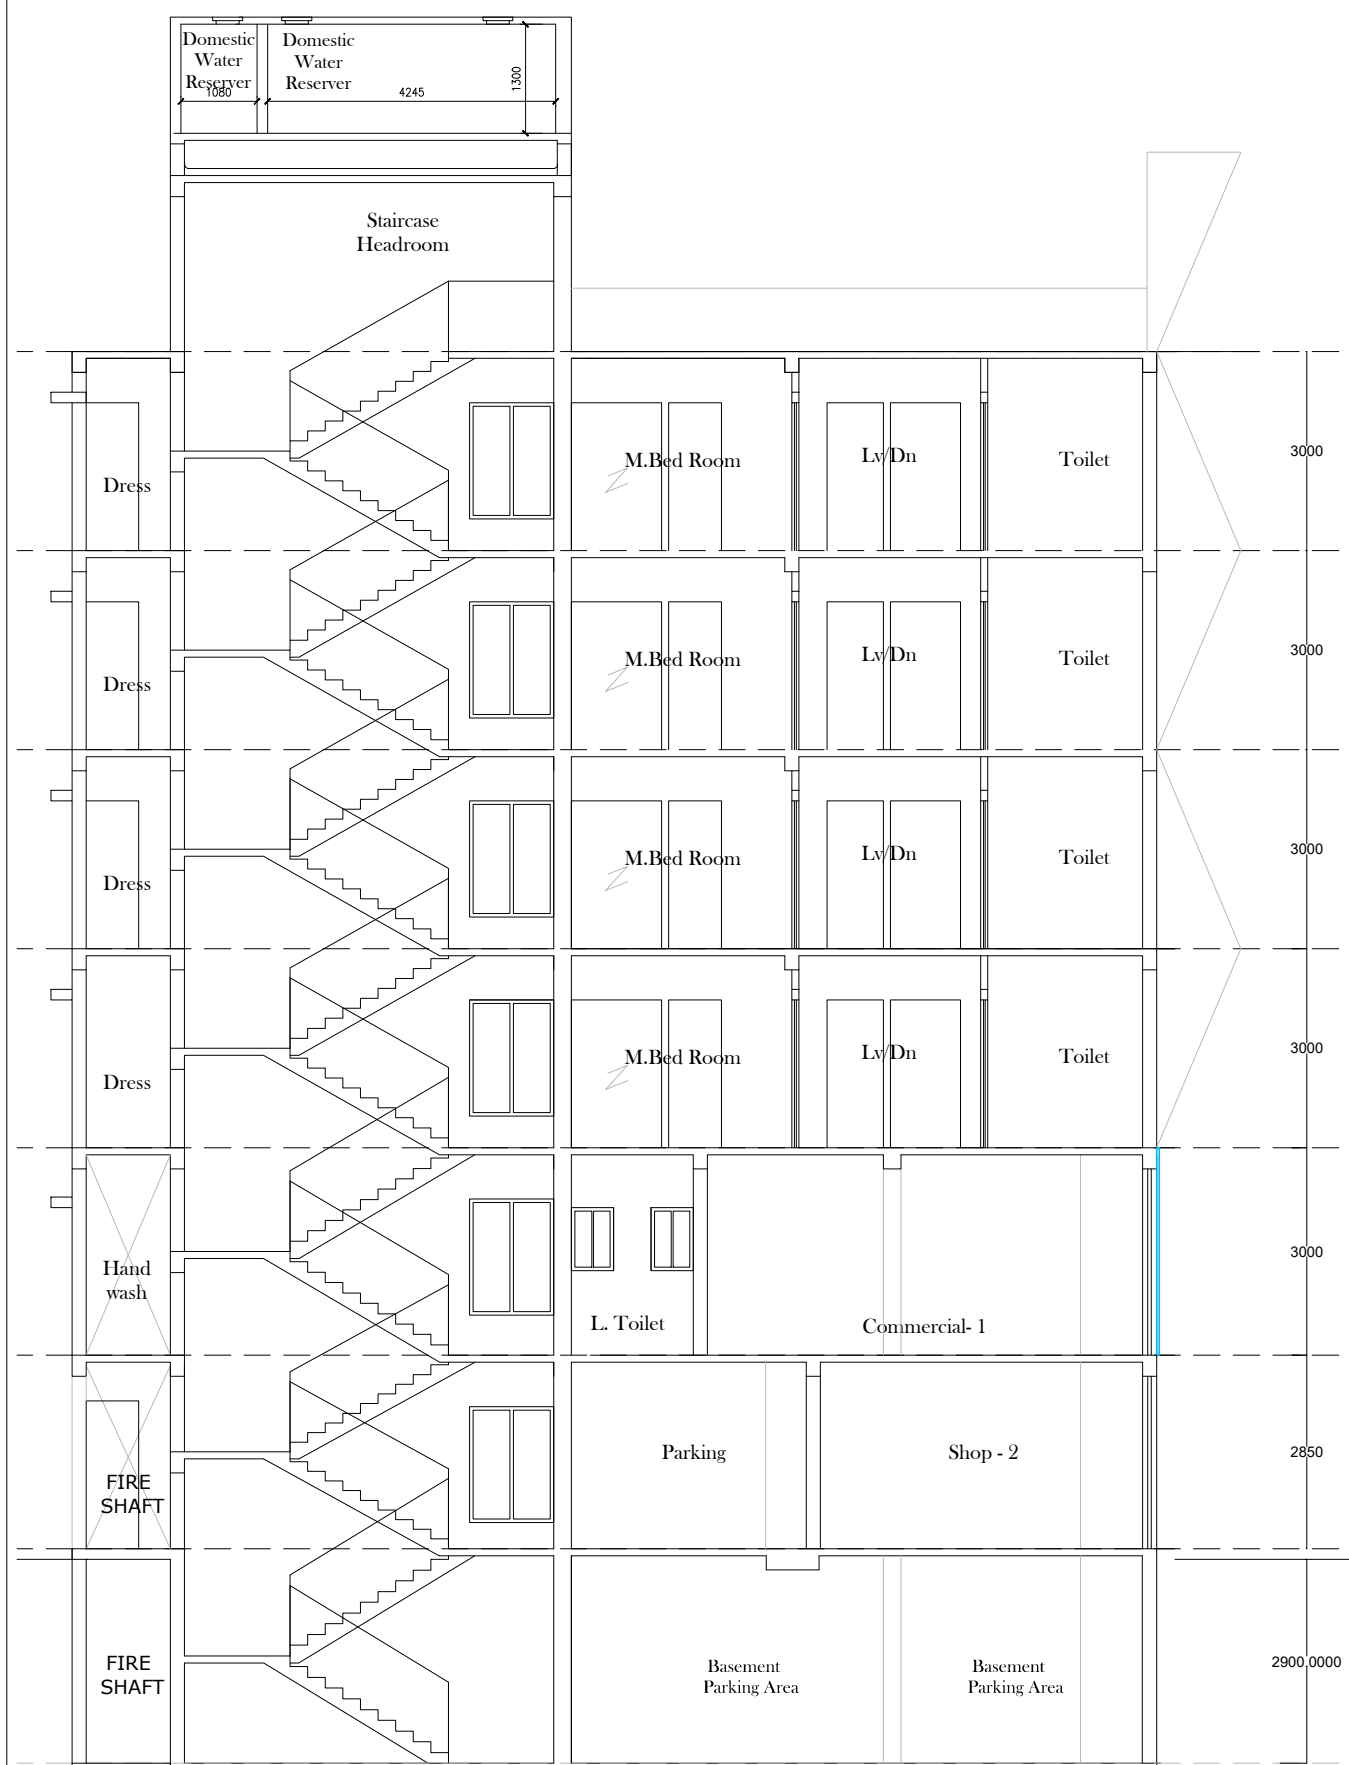 Domestic
Water
Reserver
Domestic
Water
Reserver
1080
4245
1300
Staircase
Headroom
Dress
M.Bed Room
Lv/Dn
Toilet
3000
Dress
M.Bed Room
Lv/Dn
Toilet
3000
Dress
M.Bed Room
Lv/Dn
Toilet
3000
Dress
M.Bed Room
Lv/Dn
Toilet
3000
Hand
wash
L. Toilet
Commercial- 1
3000
FIRE
SHAFT
Parking
Shop - 2
2850
FIRE
SHAFT
Basement
Parking Area
Basement
Parking Area
2900.0000